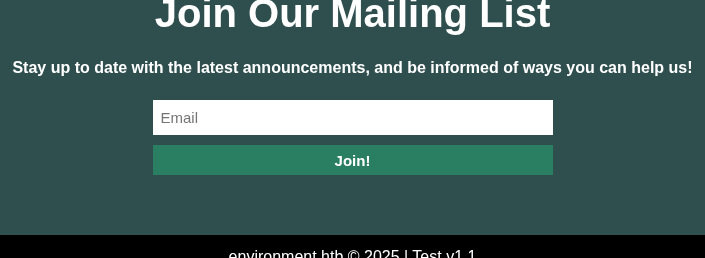 Join Our Mailing List
Stay up to date with the latest announcements, and be informed of ways you can help us!
Email
Join!
environment.htb © 2025 | Test v1.1